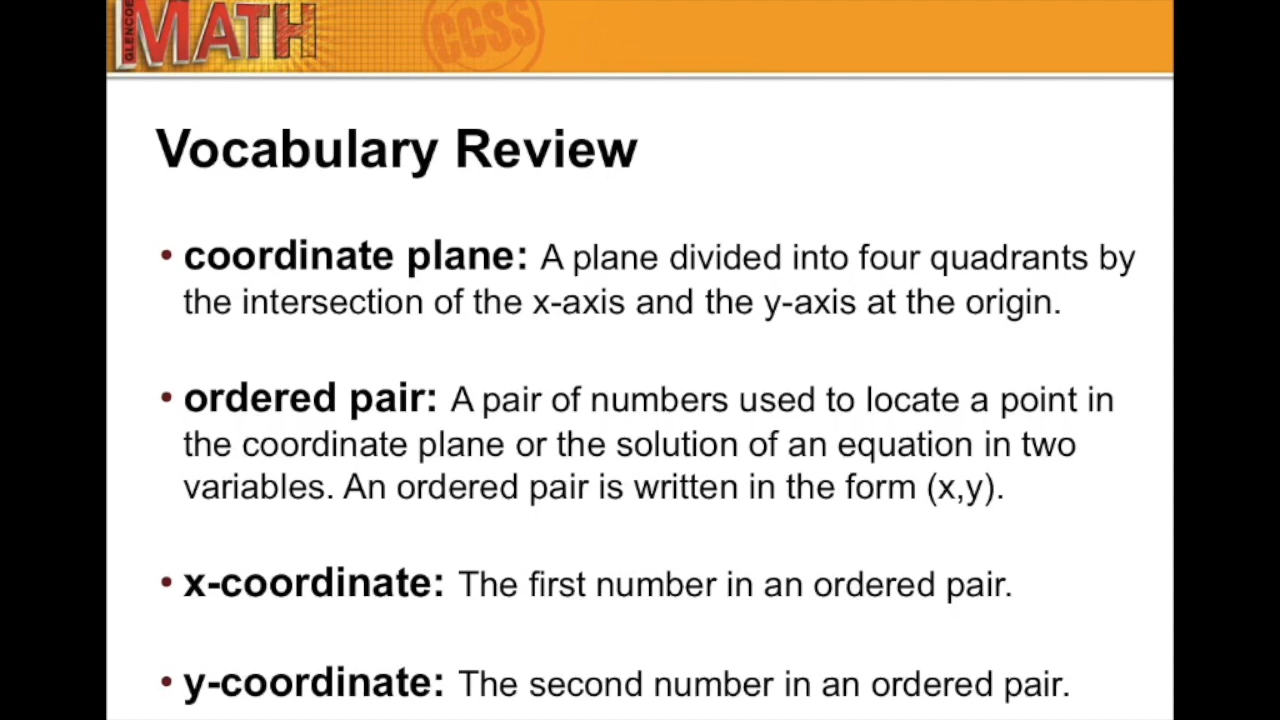 GLENCOE
MATH
CCSS
Vocabulary Review
• coordinate plane: A plane divided into four quadrants by
the intersection of the x-axis and the y-axis at the origin.
• ordered pair: A pair of numbers used to locate a point in
the coordinate plane or the solution of an equation in two
variables. An ordered pair is written in the form (x,y).
• x-coordinate: The first number in an ordered pair.
• y-coordinate: The second number in an ordered pair.